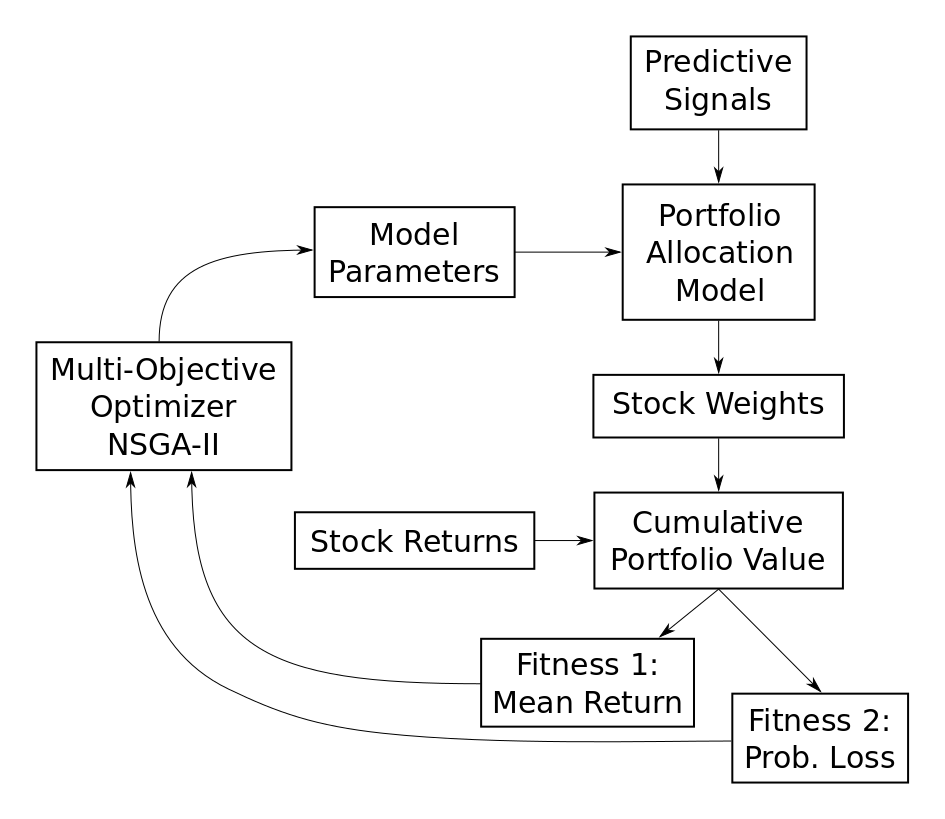 Predictive
Signals
Portfolio
Allocation
Model
Model
Parameters
Multi-Objective
Optimizer
NSGA-II
Stock Weights
Stock Returns
Cumulative
Portfolio Value
Fitness 1:
Mean Return
Fitness 2:
Prob. Loss